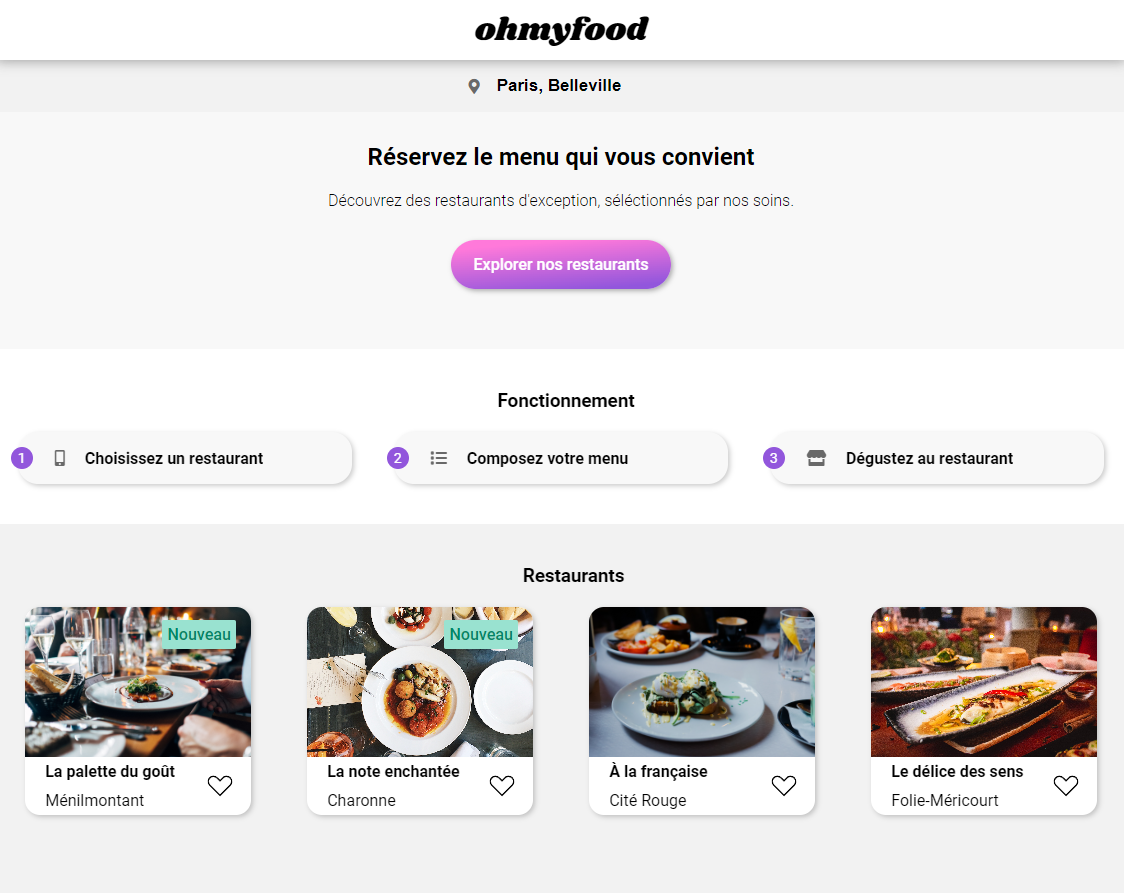 ohmyfood
Paris, Belleville
Réservez le menu qui vous convient
Découvrez des restaurants d'exception, séléctionnés par nos soins.
Explorer nos restaurants
Fonctionnement
1 Choisissez un restaurant
2 Composez votre menu
3 Dégustez au restaurant
Restaurants
Nouveau
La palette du goût
Ménilmontant
Nouveau
La note enchantée
Charonne
À la française
Cité Rouge
Le délice des sens
Folie-Méricourt